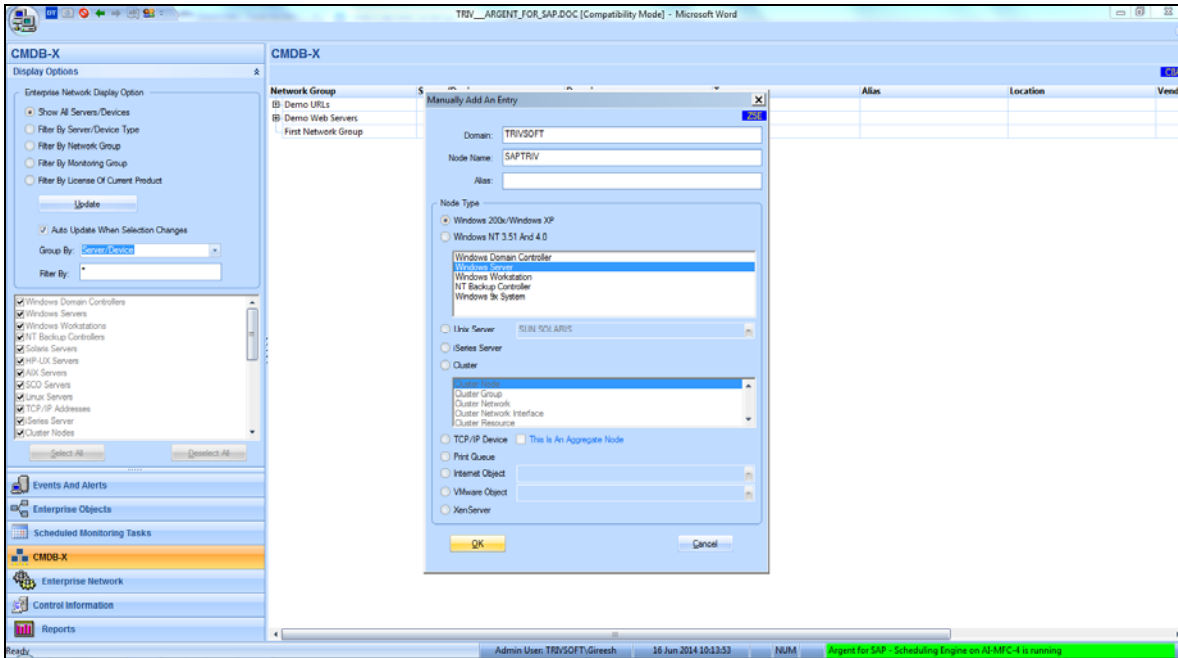 TRIV__ARGENT_FOR_SAP.DOC [Compatibility Mode] - Microsoft Word
CMDB-X
Display Options
Enterprise Network Display Option
Show All Servers/Devices
Filter By Server/Device Type
Filter By Network Group
Filter By Monitoring Group
Filter By License Of Current Product
Update
Auto Update When Selection Changes
Group By: Server/Device
Filter By: *
Windows Domain Controllers
Windows Servers
Windows Workstations
NT Backup Controllers
Solaris Servers
HP-UX Servers
AIX Servers
SCO Servers
Linux Servers
TCP/IP Addresses
iSeries Server
Cluster Nodes
Select All Deselect All
Events And Alerts
Enterprise Objects
Scheduled Monitoring Tasks
CMDB-X
Enterprise Network
Control Information
Reports
CMDB-X
Network Group Alias Location Vend
Demo URLs
Demo Web Servers
First Network Group
Manually Add An Entry
ZSE
Domain: TRIVSOFT
Node Name: SAPTRIV
Alias:
Node Type
Windows 200x/Windows XP
Windows NT 3.51 And 4.0
Windows Domain Controller
Windows Server
Windows Workstation
NT Backup Controller
Windows 9x System
Unix Server SUN SOLARIS
iSeries Server
Cluster
Cluster Node
Cluster Group
Cluster Network
Cluster Network Interface
Cluster Resource
TCP/IP Device This Is An Aggregate Node
Print Queue
Internet Object
VMware Object
XenServer
OK Cancel
Ready Admin User: TRIVSOFT\Gireesh 16 Jun 2014 10:13:53 NUM Argent for SAP - Scheduling Engine on AI-MFC-4 is running